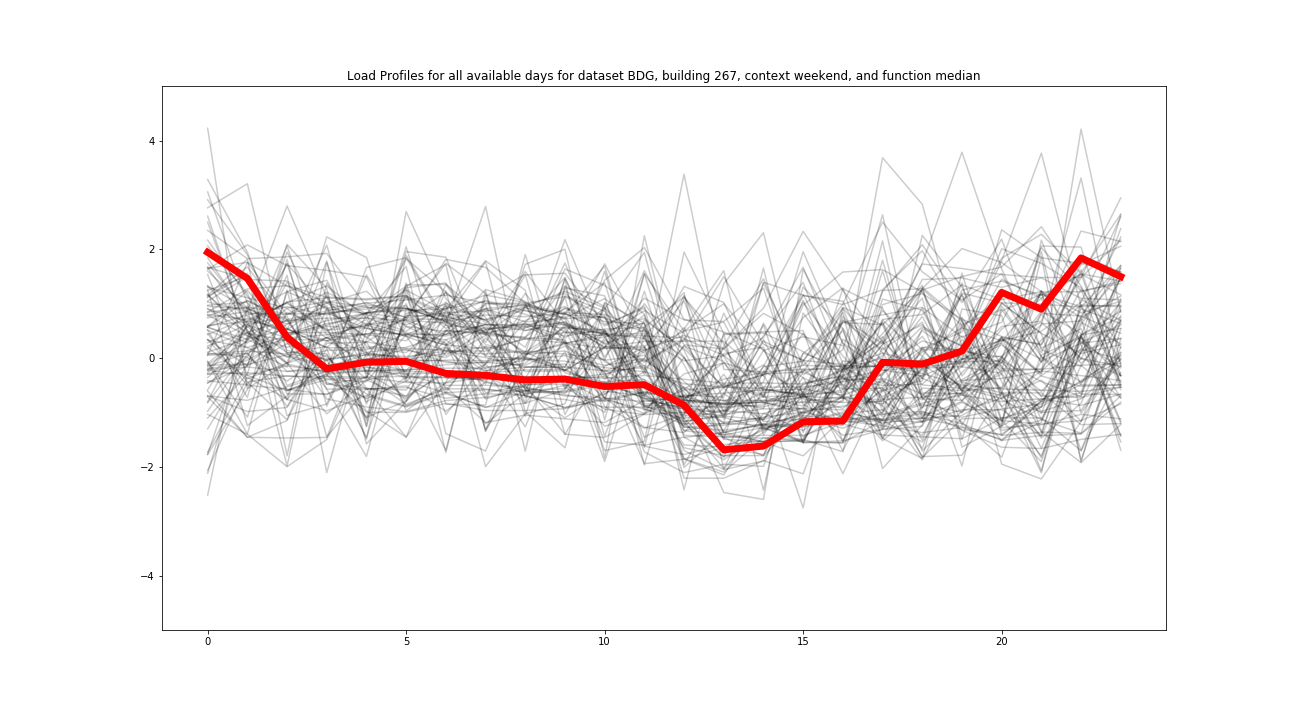 Load Profiles for all available days for dataset BDG, building 267, context weekend, and function median
4
2
0
−2
−4
0 5 10 15 20